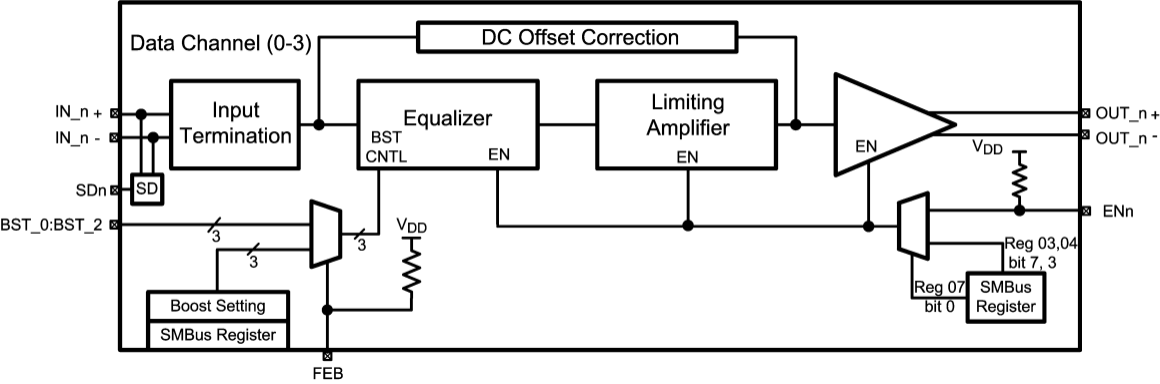 DC Offset Correction
Data Channel (0-3)
Input
Termination
Equalizer
BST
CNTL
EN
Limiting
Amplifier
EN
EN
IN_n +
IN_n -
OUT_n +
OUT_n -
SDn
SD
VDD
BST_0:BST_2
3
3
3
VDD
ENn
Reg 03,04
bit 7, 3
Reg 07
bit 0
SMBus
Register
Boost Setting
SMBus Register
FEB